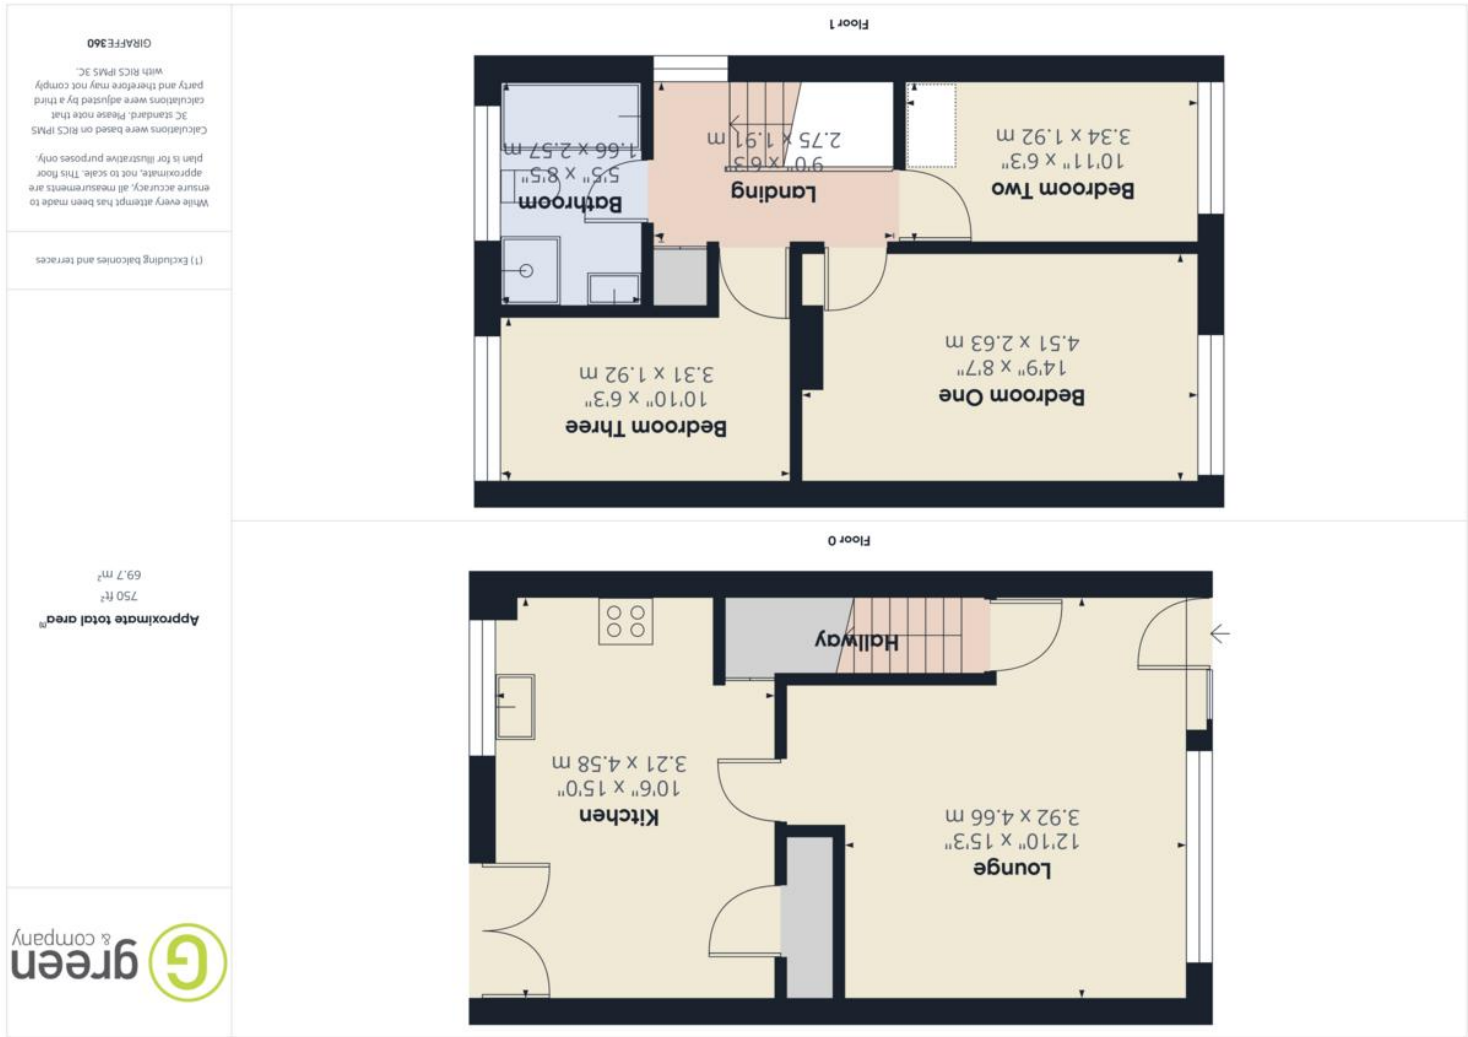 green
& company
Approximate total area(1)
750 ft²
69.7 m²
(1) Excluding balconies and terraces
While every attempt has been made to
ensure accuracy, all measurements are
approximate, not to scale. This floor
plan is for illustrative purposes only.
Calculations were based on RICS IPMS
3C standard. Please note that
calculations were adjusted by a third
party and therefore may not comply
with RICS IPMS 3C.
GIRAFFE360
Lounge
12'10" x 15'3"
3.92 x 4.66 m
Kitchen
10'6" x 15'0"
3.21 x 4.58 m
Hallway
Floor 0
Bedroom One
14'9" x 8'7"
4.51 x 2.63 m
Bedroom Three
10'10" x 6'3"
3.31 x 1.92 m
Bedroom Two
10'11" x 6'3"
3.34 x 1.92 m
Landing
9'0" x 6'3"
2.75 x 1.91 m
Bathroom
5'5" x 8'5"
1.66 x 2.57 m
Floor 1